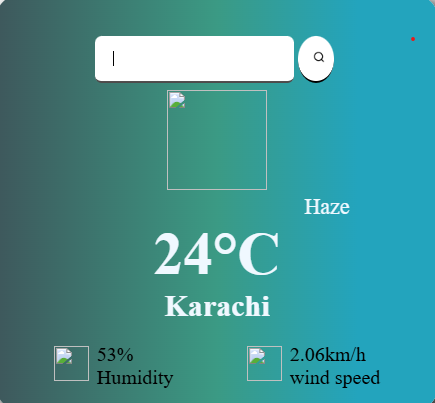 Haze
24°C
Karachi
53%
Humidity
2.06km/h
wind speed